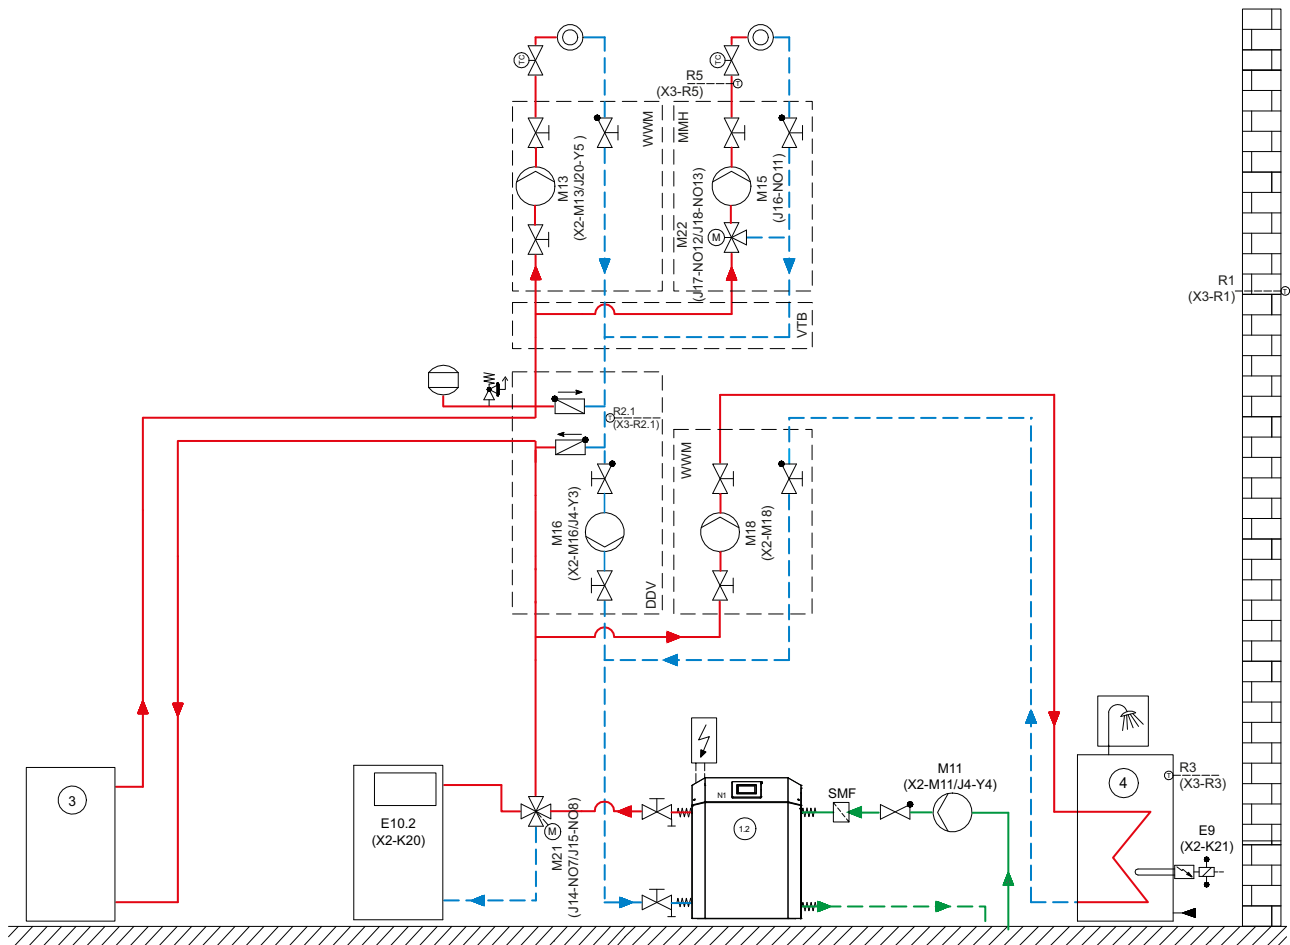 TC
TC
R5
(X3-R5)
T
WWM
MMH
M13
(X2-M13/J20-Y5 )
M15
(J16-NO11)
M
M22
(J17-NO12/J18-NO13)
VTB
R1
(X3-R1)
T
R2.1
(X3-R2.1)
T
WWM
M16
(X2-M16/J4-Y3)
M18
(X2-M18)
DDV
3
E10.2
(X2-K20)
M
M21
(J14-NO7/J15-NO8)
N1
1.2
SMF
M11
(X2-M11/J4-Y4)
4
T
R3
(X3-R3)
E9
(X2-K21)